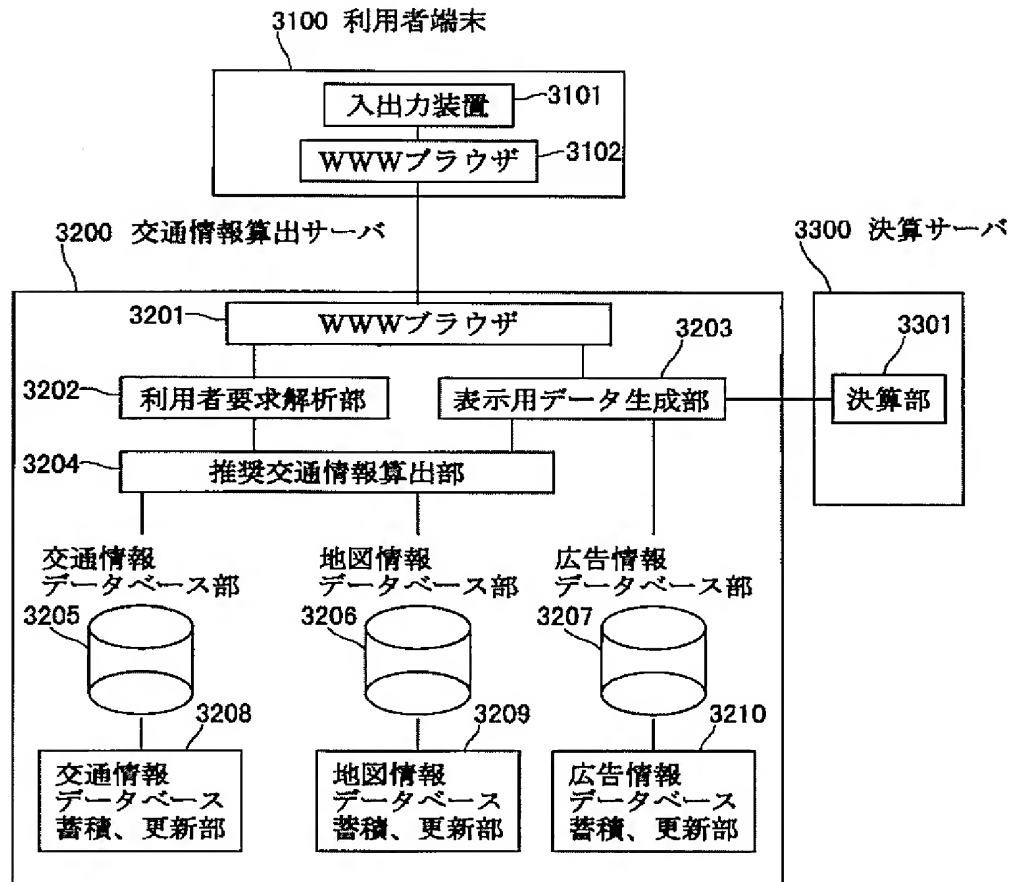 3100 利用者端末
入出力装置
3101
WWWブラウザ
3102
3200 交通情報算出サーバ
3300 決算サーバ
3201
WWWブラウザ
3203
3301
3202
利用者要求解析部
表示用データ生成部
決算部
3204
推奨交通情報算出部
交通情報
データベース部
地図情報
データベース部
広告情報
データベース部
3205
3206
3207
3208
3209
3210
交通情報
データベース
蓄積、更新部
地図情報
データベース
蓄積、更新部
広告情報
データベース
蓄積、更新部